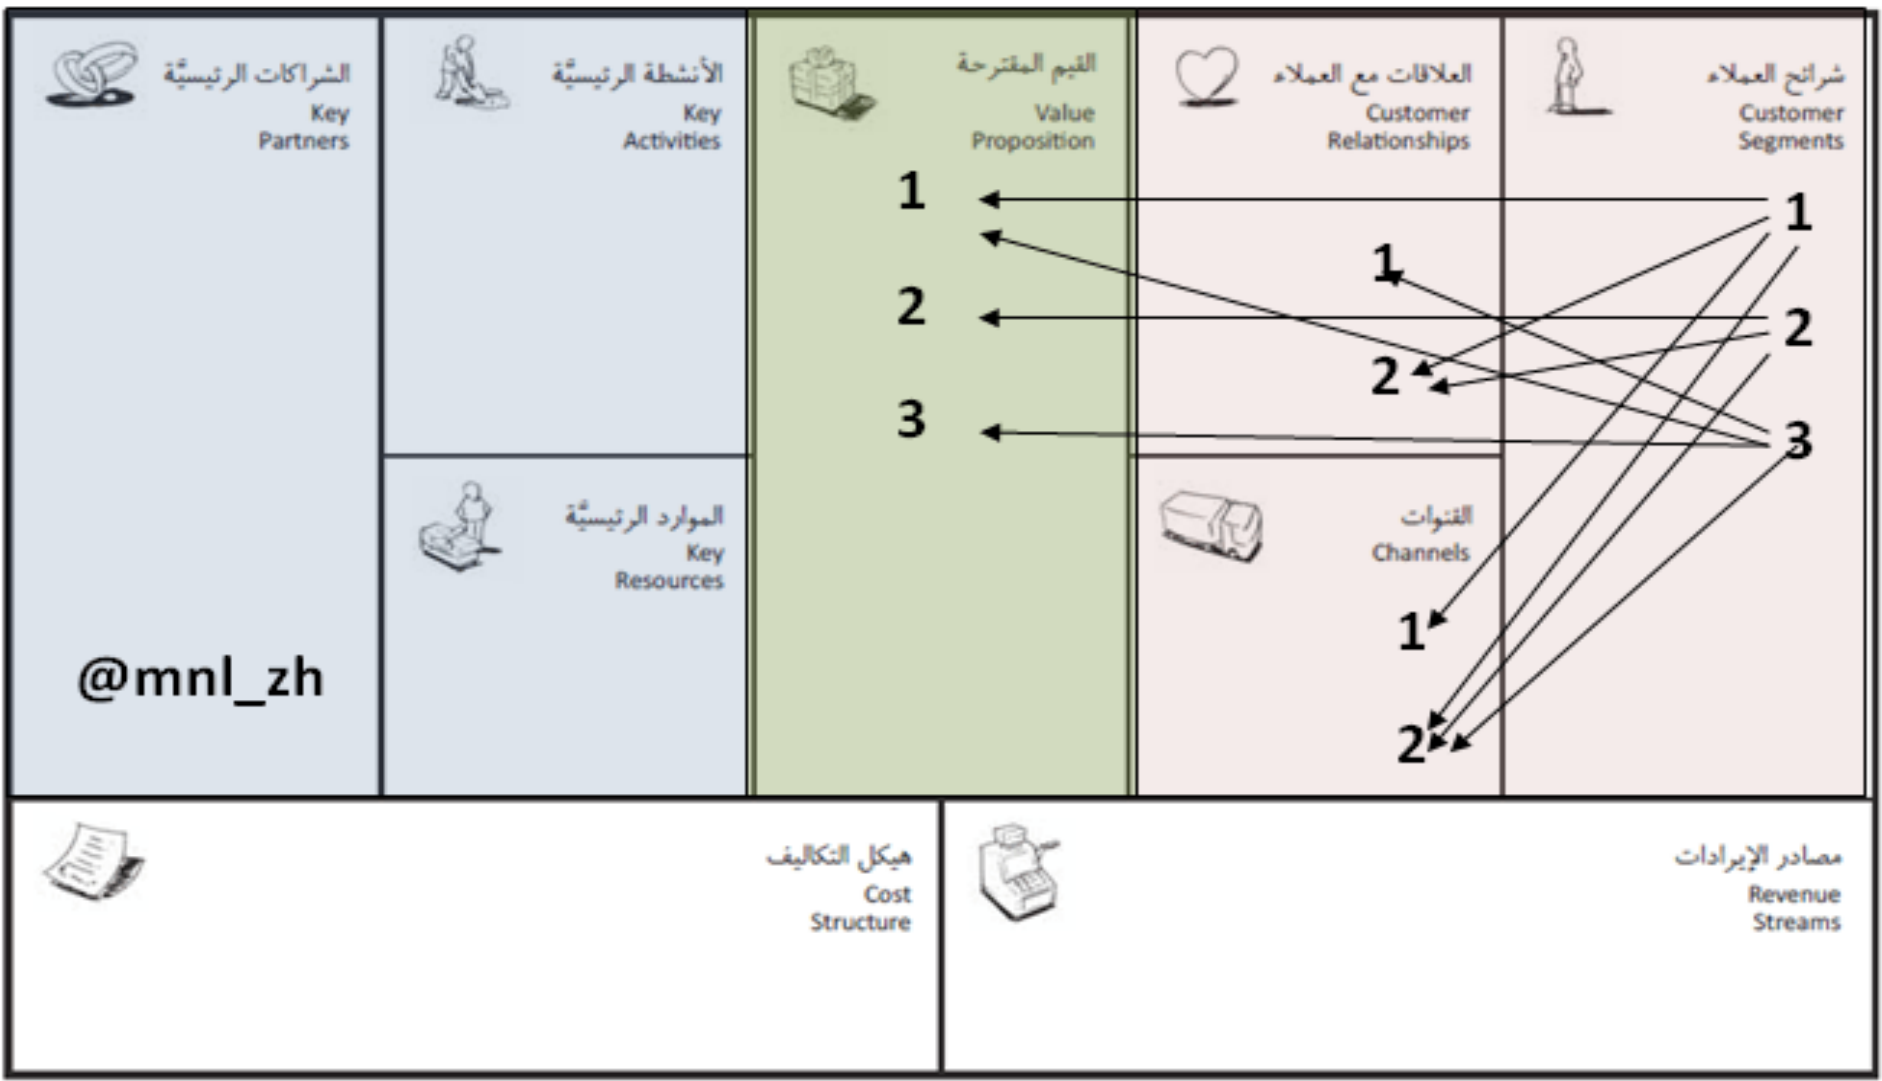 الشراكات الرئيسيَّة
Key
Partners
@mnl_zh
الأنشطة الرئيسيَّة
Key
Activities
الموارد الرئيسيَّة
Key
Resources
القيم المقترحة
Value
Proposition
1
2
3
العلاقات مع العملاء
Customer
Relationships
1
2
القنوات
Channels
1
2
شرائح العملاء
Customer
Segments
1
2
3
هيكل التكاليف
Cost
Structure
مصادر الإيرادات
Revenue
Streams